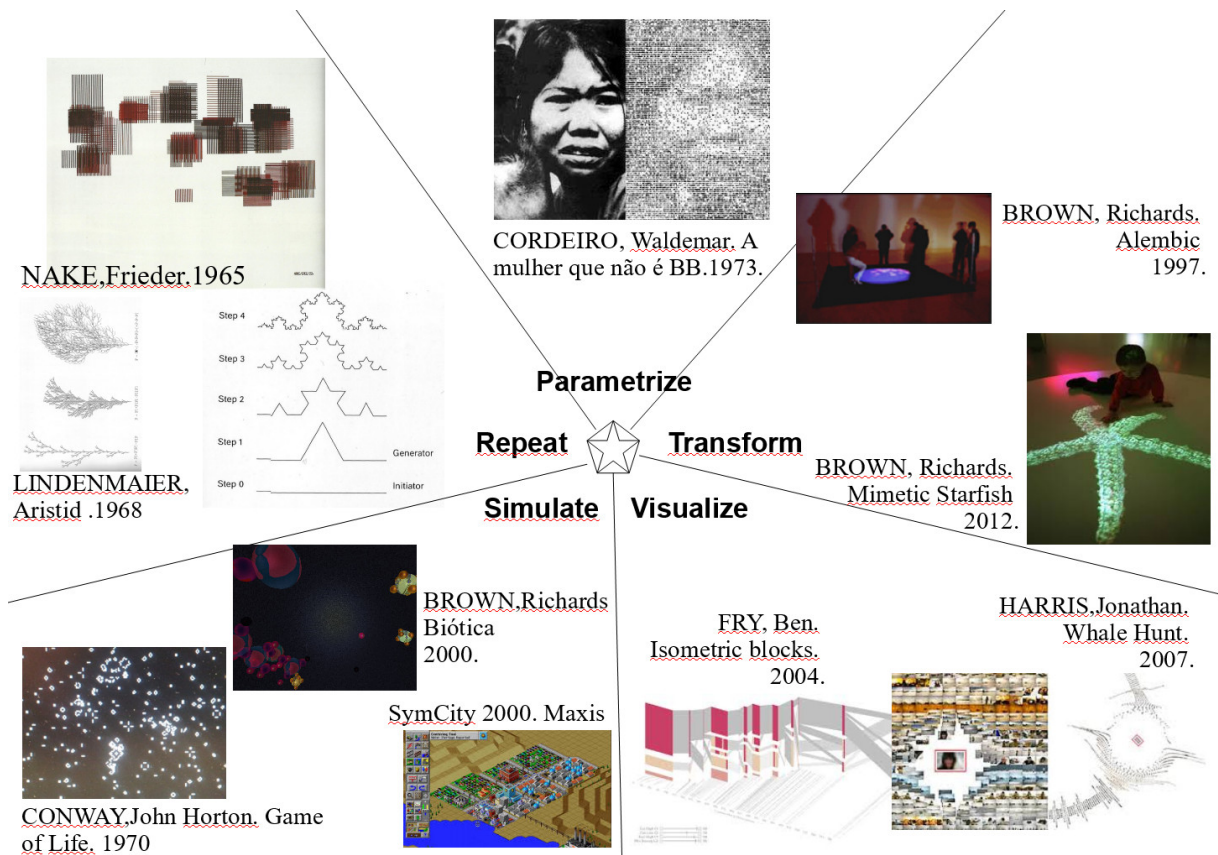 NAKE,Frieder.1965
CORDEIRO, Waldemar. A
mulher que não é BB.1973.
BROWN, Richards.
Alembic
1997.
Step 4
Step 3
Step 2
Step 1
Generator
Step 0
Initiator
LINDENMAIER,
Aristid .1968
Parametrize
Repeat
Transform
Simulate
Visualize
BROWN, Richards.
Mimetic Starfish
2012.
BROWN,Richards
Biótica
2000.
SymCity 2000. Maxis
CONWAY,John Horton. Game
of Life. 1970
FRY, Ben.
Isometric blocks.
2004.
HARRIS,Jonathan.
Whale Hunt.
2007.